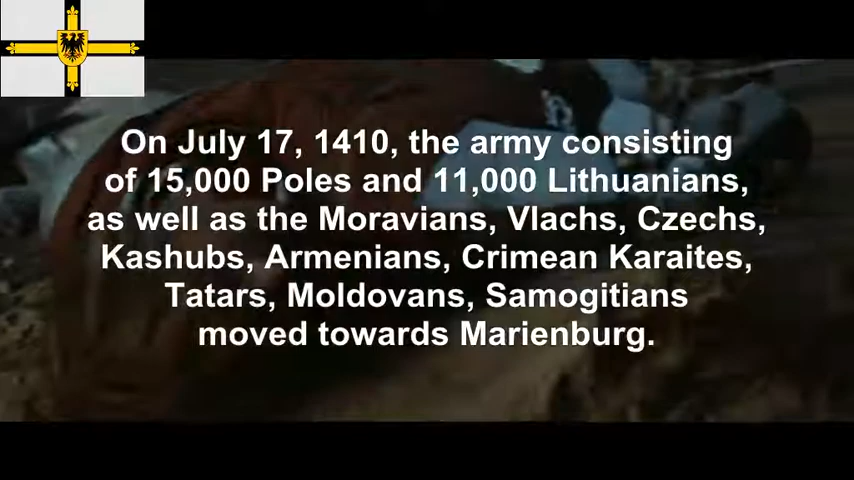 On July 17, 1410, the army consisting
of 15,000 Poles and 11,000 Lithuanians,
as well as the Moravians, Vlachs, Czechs,
Kashubs, Armenians, Crimean Karaites,
Tatars, Moldovans, Samogitians
moved towards Marienburg.